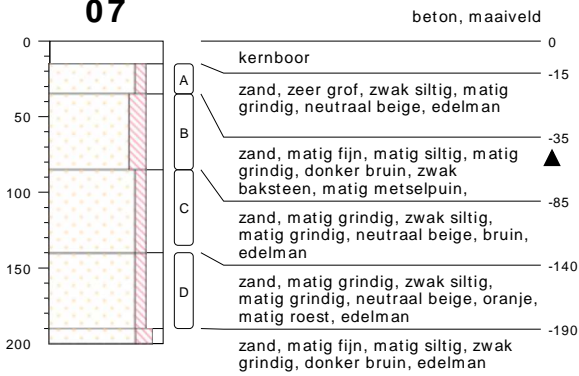 07
beton, maaiveld
0
0
kernboor
-15
zand, zeer grof, zwak siltig, matig
grindig, neutraal beige, edelman
A
-35
50
B
zand, matig fijn, matig siltig, matig
grindig, donker bruin, zwak
baksteen, matig metselpuin,
-85
100
C
zand, matig grindig, zwak siltig,
matig grindig, neutraal beige, bruin,
edelman
-140
150
D
zand, matig grindig, zwak siltig,
matig grindig, neutraal beige, oranje,
matig roest, edelman
-190
200
zand, matig fijn, matig siltig, zwak
grindig, donker bruin, edelman